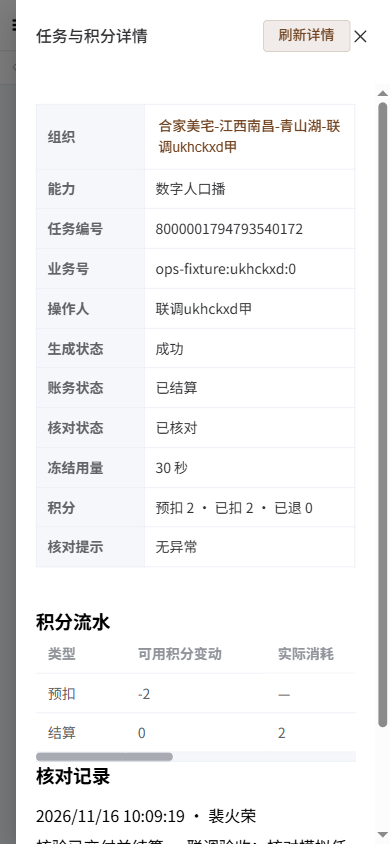 任务与积分详情
刷新详情
组织
合家美宅-江西南昌-青山湖-联
调ukhckxd甲
能力
数字人口播
任务编号
8000001794793540172
业务号
ops-fixture:ukhckxd:0
操作人
联调ukhckxd甲
生成状态
成功
账务状态
已结算
核对状态
已核对
冻结用量
30 秒
积分
预扣 2 · 已扣 2 · 已退 0
核对提示
无异常
积分流水
类型 可用积分变动 实际消耗
预扣 -2 —
结算 0 2
核对记录
2026/11/16 10:09:19 · 裴火荣